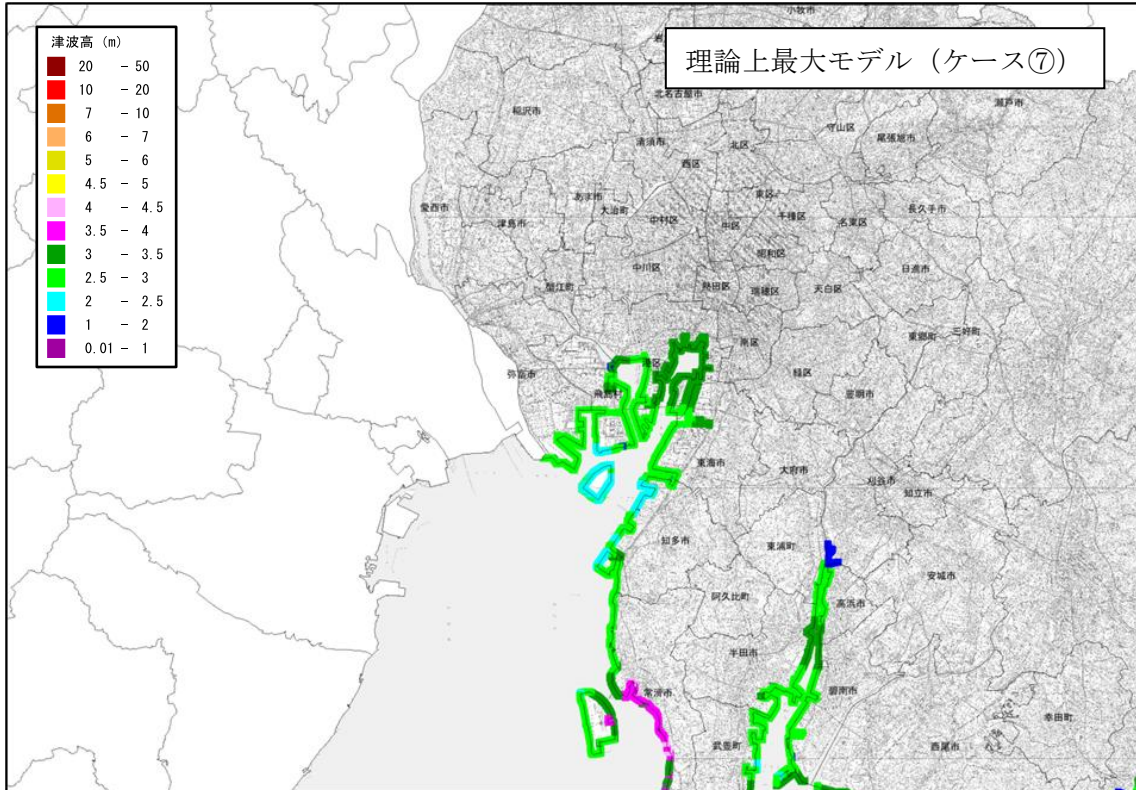 小牧市
津波高 (m)
20 - 50
10 - 20
7 - 10
6 - 7
5 - 6
4.5 - 5
4 - 4.5
3.5 - 4
3 - 3.5
2.5 - 3
2 - 2.5
1 - 2
0.01 - 1
理論上最大モデル（ケース⑦）
北名古屋市
瀬戸市
稲沢市
守山区
尾張旭市
清須市
北区
西区
あま市
東区
愛西市
大治町
千種区
長久手市
津島市
中村区
中区
名東区
昭和区
中川区
日進市
蟹江町
熱田区
瑞穂区
天白区
三好町
東郷町
南区
港区
弥富市
緑区
飛島村
豊明市
東海市
大府市
刈谷市
知立市
知多市
東浦町
安城市
阿久比町
高浜市
半田市
常滑市
碧南市
幸田町
武豊町
西尾市